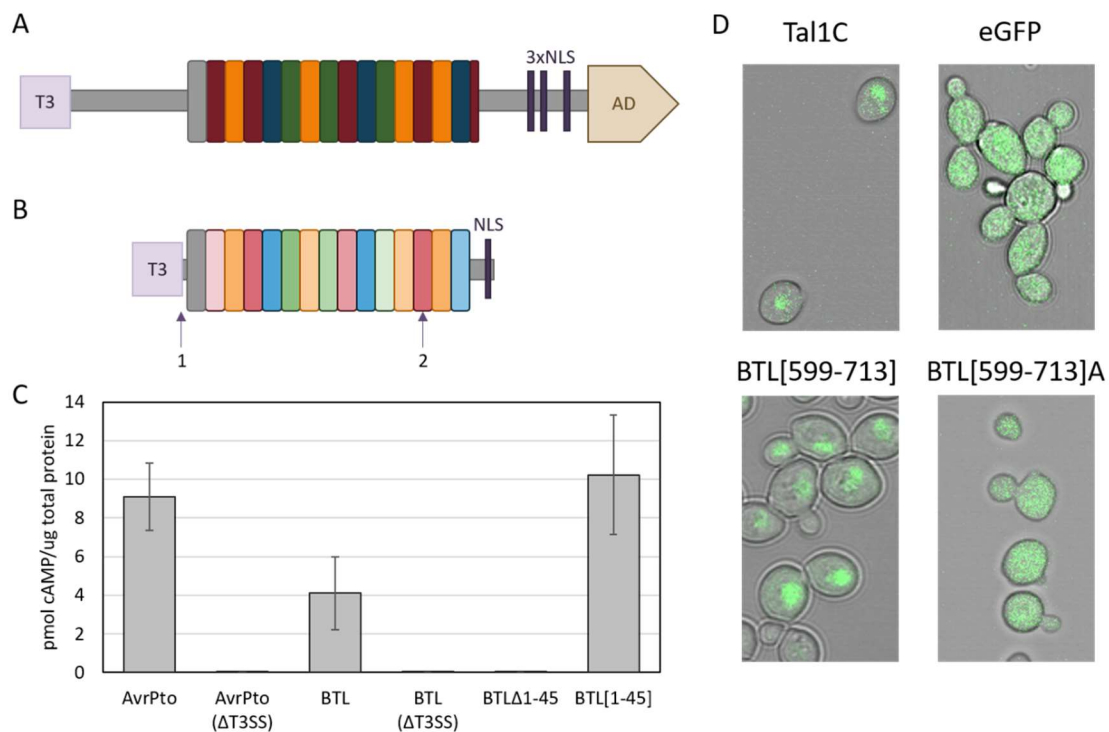 A
T3
3xNLS
AD
B
T3
NLS
1
2
C
pmol cAMP/ug total protein
14
12
10
8
6
4
2
0
AvrPto
AvrPto
(ΔT3SS)
BTL
BTL
(ΔT3SS)
BTLΔ1-45
BTL[1-45]
D
Tal1C
eGFP
BTL[599-713]
BTL[599-713]A